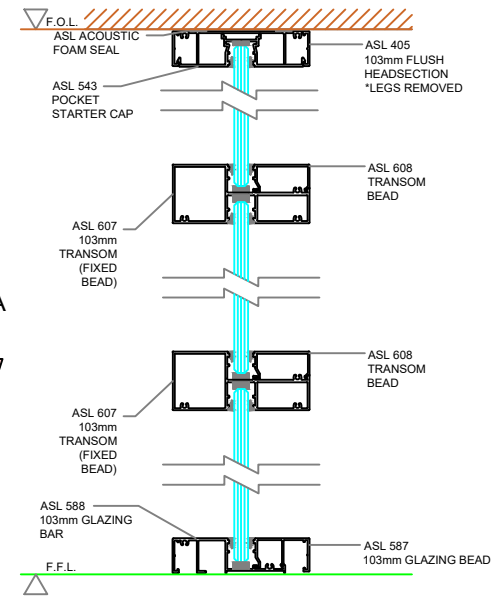 F.O.L.
ASL ACOUSTIC
FOAM SEAL
ASL 405
103mm FLUSH
HEADSECTION
*LEGS REMOVED
ASL 543
POCKET
STARTER CAP
ASL 608
TRANSOM
BEAD
ASL 607
103mm
TRANSOM
(FIXED
BEAD)
A
ASL 608
TRANSOM
BEAD
7
ASL 607
103mm
TRANSOM
(FIXED
BEAD)
ASL 588
103mm GLAZING
BAR
ASL 587
103mm GLAZING BEAD
F.F.L.